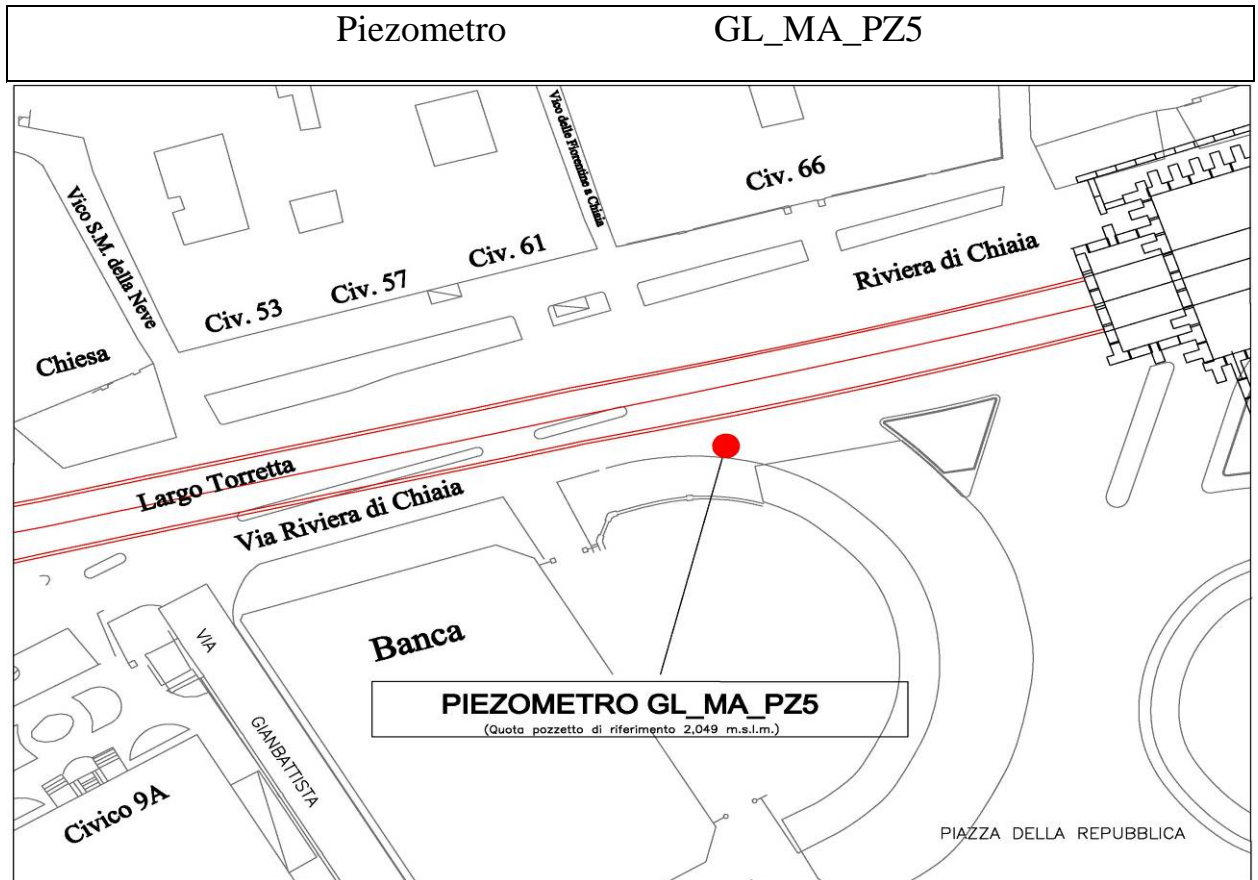 Piezometro GL_MA_PZ5
Vico delle Fiorentine a Chiaia
Civ. 66
Vico S.M. della Neve
Civ. 61
Riviera di Chiaia
Civ. 57
Civ. 53
Chiesa
Largo Torretta
Via Riviera di Chiaia
Banca
VIA
GIANBATTISTA
PIEZOMETRO GL_MA_PZ5
(Quota pozzetto di riferimento 2,049 m.s.l.m.)
Civico 9A
PIAZZA DELLA REPUBBLICA